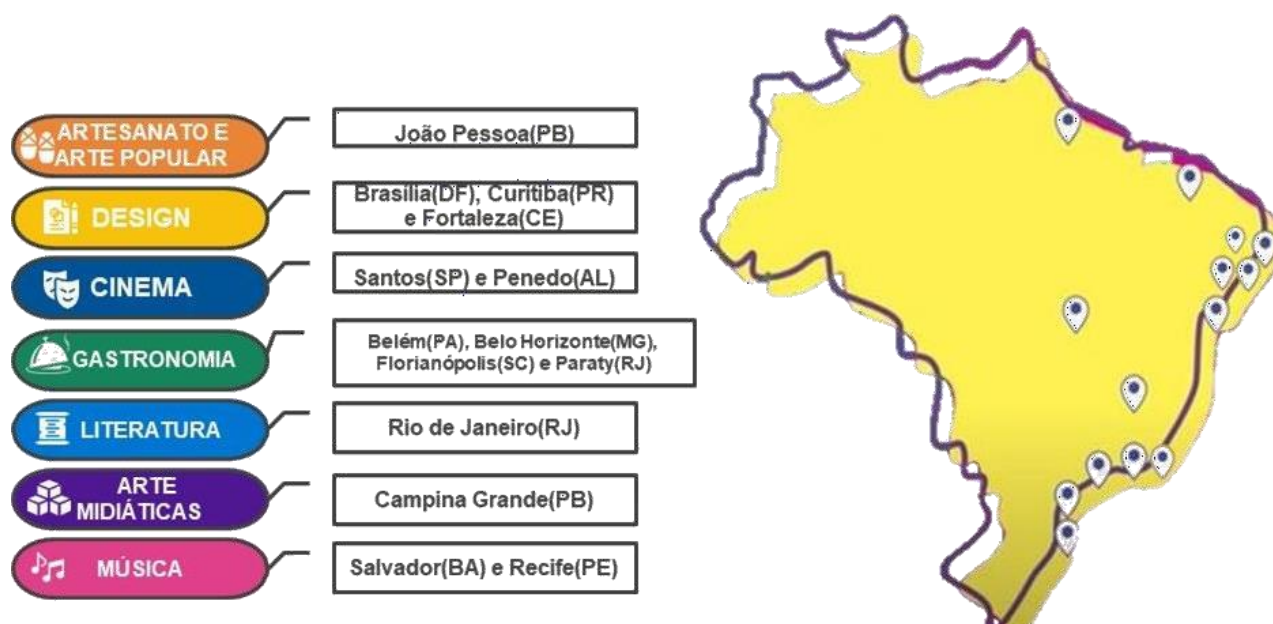 ARTESANATO E
ARTE POPULAR
João Pessoa(PB)
DESIGN
Brasília(DF), Curitiba(PR)
e Fortaleza(CE)
CINEMA
Santos(SP) e Penedo(AL)
GASTRONOMIA
Belém(PA), Belo Horizonte(MG),
Florianópolis(SC) e Paraty(RJ)
LITERATURA
Rio de Janeiro(RJ)
ARTE
MIDIÁTICAS
Campina Grande(PB)
MÚSICA
Salvador(BA) e Recife(PE)